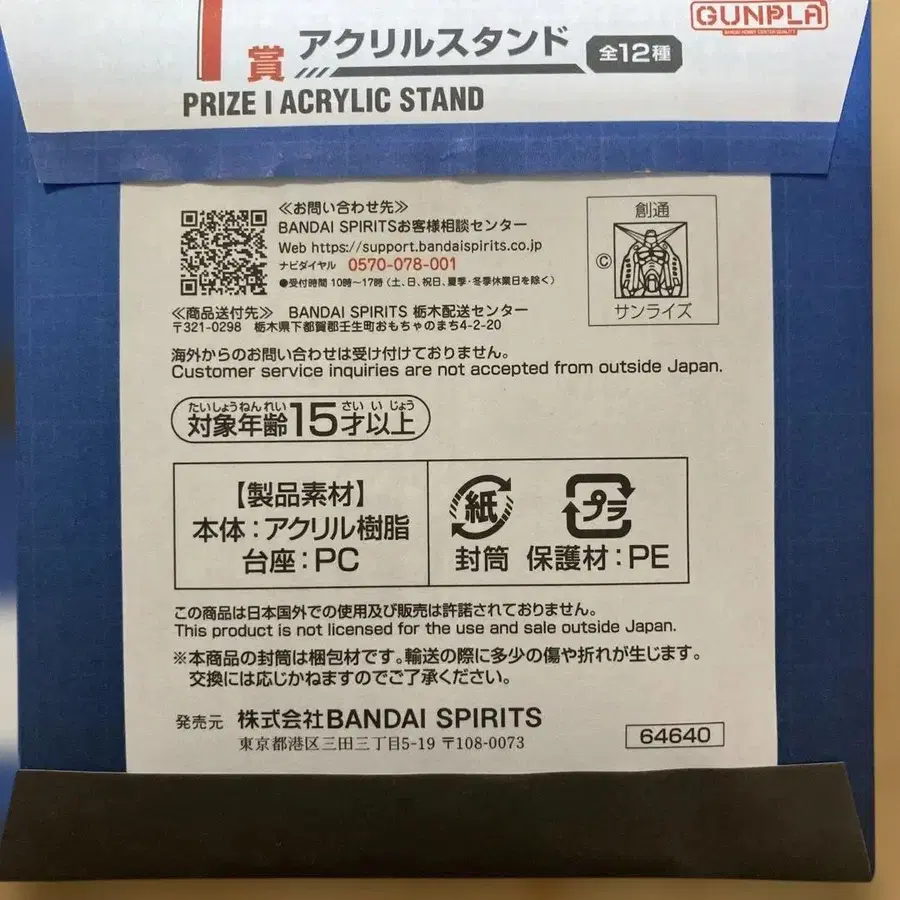 GUNPLA
BANDAI HOBBY CENTER QUALITY
I賞 アクリルスタンド 全12種
PRIZE I ACRYLIC STAND
≪お問い合わせ先≫
BANDAI SPIRITSお客様相談センター
Web https://support.bandaispirits.co.jp
ナビダイヤル 0570-078-001
●受付時間 10時～17時 (土、日、祝日、夏季・冬季休業日を除く)
創通
©
サンライズ
≪商品送付先≫ BANDAI SPIRITS 栃木配送センター
〒321-0298 栃木県下都賀郡壬生町おもちゃのまち4-2-20
海外からのお問い合わせは受け付けておりません。
Customer service inquiries are not accepted from outside Japan.
たいしょうねんれい さい い じょう
対象年齢15才以上
【製品素材】
本体：アクリル樹脂
台座：PC
紙 プラ
封筒 保護材：PE
この商品は日本国外での使用及び販売は許諾されておりません。
This product is not licensed for the use and sale outside Japan.
※本商品の封筒は梱包材です。輸送の際に多少の傷や折れが生じます。
交換には応じかねますのでご了承ください。
発売元 株式会社BANDAI SPIRITS
東京都港区三田三丁目5-19 〒108-0073
64640